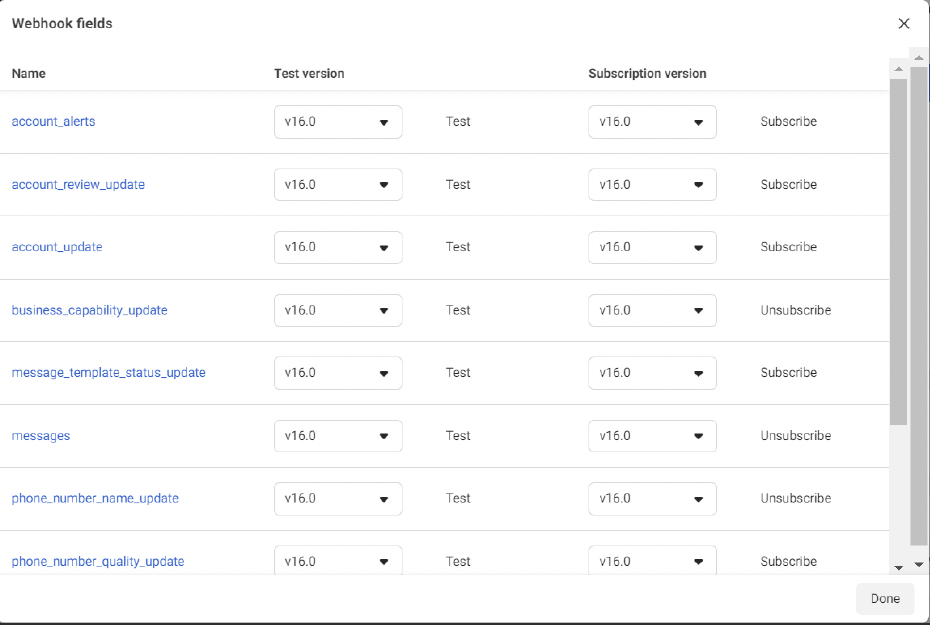 Webhook fields
Name Test version Subscription version
account_alerts v16.0 Test v16.0 Subscribe
account_review_update v16.0 Test v16.0 Subscribe
account_update v16.0 Test v16.0 Subscribe
business_capability_update v16.0 Test v16.0 Unsubscribe
message_template_status_update v16.0 Test v16.0 Subscribe
messages v16.0 Test v16.0 Unsubscribe
phone_number_name_update v16.0 Test v16.0 Unsubscribe
phone_number_quality_update v16.0 Test v16.0 Subscribe
Done